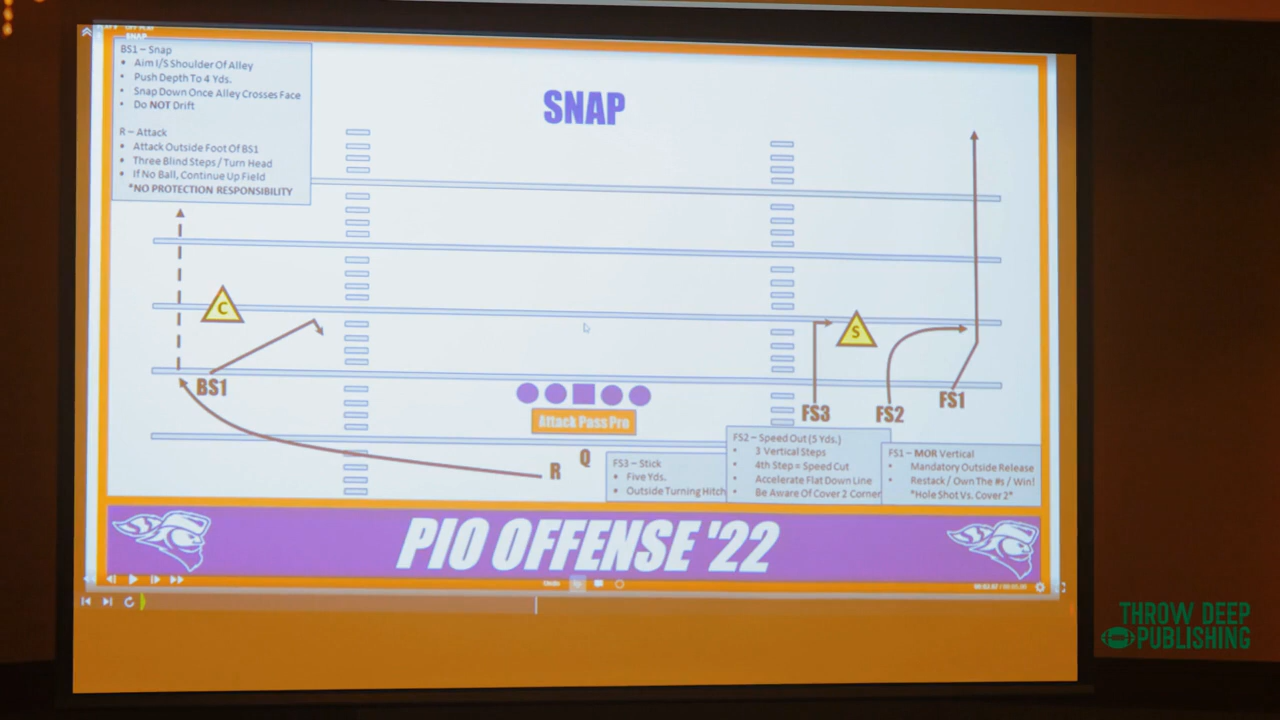 SNAP
BS1 – Snap
• Aim I/S Shoulder Of Alley
• Push Depth To 4 Yds.
• Snap Down Once Alley Crosses Face
• Do NOT Drift
R – Attack
• Attack Outside Foot Of BS1
• Three Blind Steps / Turn Head
• If No Ball, Continue Up Field
*NO PROTECTION RESPONSIBILITY
SNAP
C
S
BS1
FS3
FS2
FS1
Attack Pass Pro
R
Q
FS3 – Stick
• Five Yds.
• Outside Turning Hitch
FS2 – Speed Out (5 Yds.)
• 3 Vertical Steps
• 4th Step = Speed Cut
• Accelerate Flat Down Line
• Be Aware Of Cover 2 Corner
FS1 – MOR Vertical
• Mandatory Outside Release
• Restack / Own The #s / Win!
*Hole Shot Vs. Cover 2*
PIO OFFENSE '22
THROW DEEP
PUBLISHING